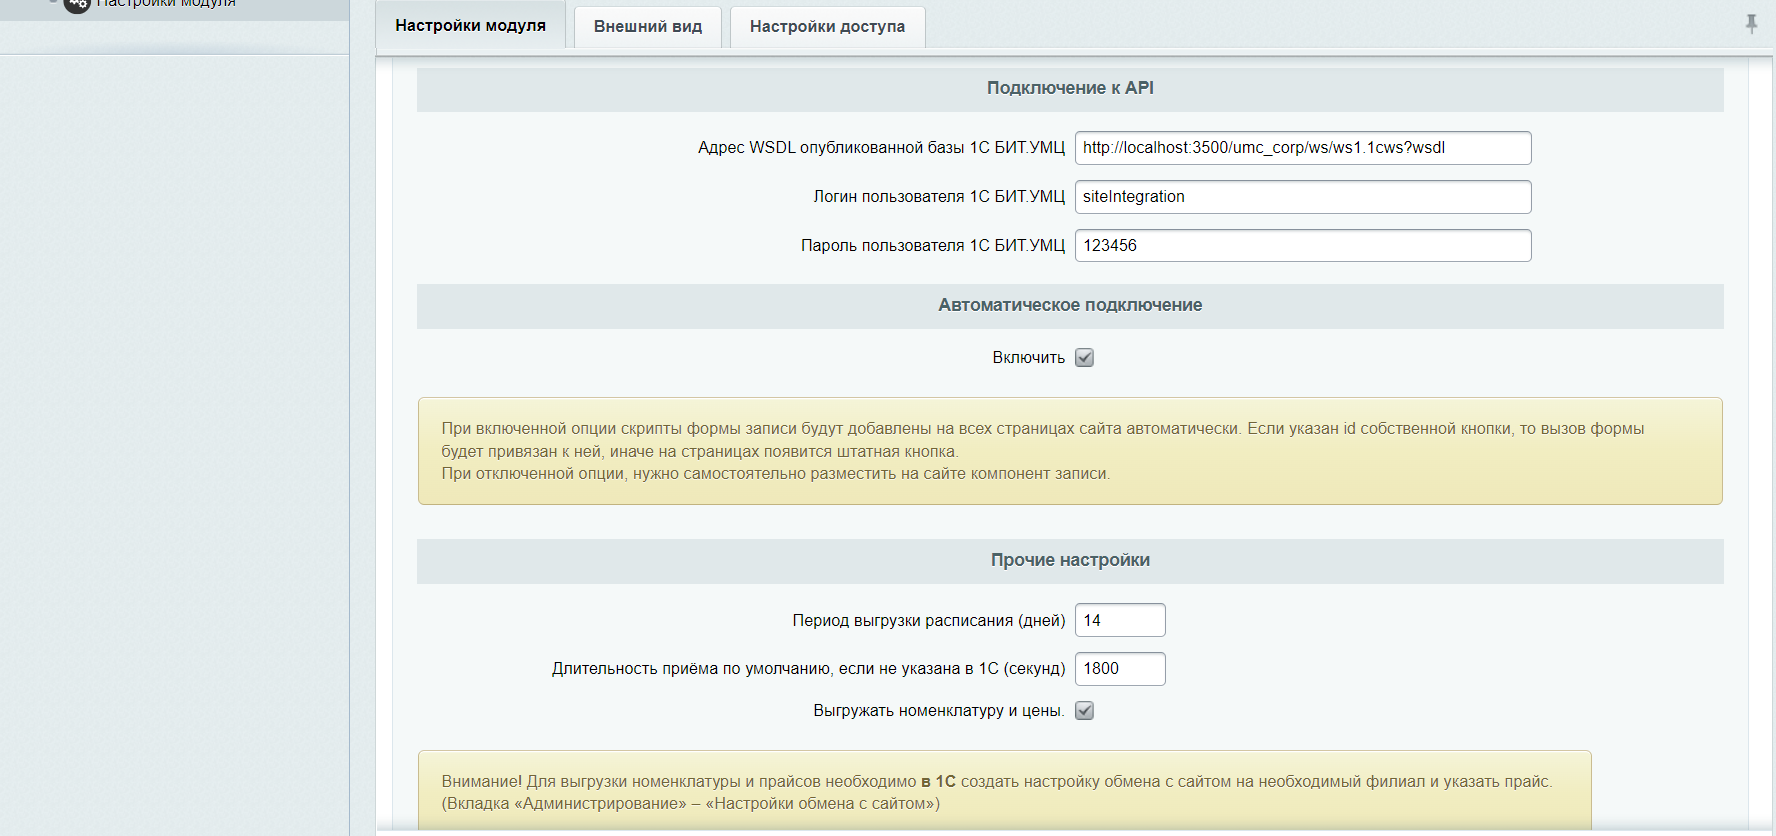 Настройки модуля
Настройки модуля
Внешний вид
Настройки доступа
Подключение к API
Адрес WSDL опубликованной базы 1С БИТ.УМЦ
http://localhost:3500/umc_corp/ws/ws1.1cws?wsdl
Логин пользователя 1С БИТ.УМЦ
siteIntegration
Пароль пользователя 1С БИТ.УМЦ
123456
Автоматическое подключение
Включить
При включенной опции скрипты формы записи будут добавлены на всех страницах сайта автоматически. Если указан id собственной кнопки, то вызов формы
будет привязан к ней, иначе на страницах появится штатная кнопка.
При отключенной опции, нужно самостоятельно разместить на сайте компонент записи.
Прочие настройки
Период выгрузки расписания (дней)
14
Длительность приёма по умолчанию, если не указана в 1С (секунд)
1800
Выгружать номенклатуру и цены.
Внимание! Для выгрузки номенклатуры и прайсов необходимо в 1С создать настройку обмена с сайтом на необходимый филиал и указать прайс.
(Вкладка «Администрирование» – «Настройки обмена с сайтом»)